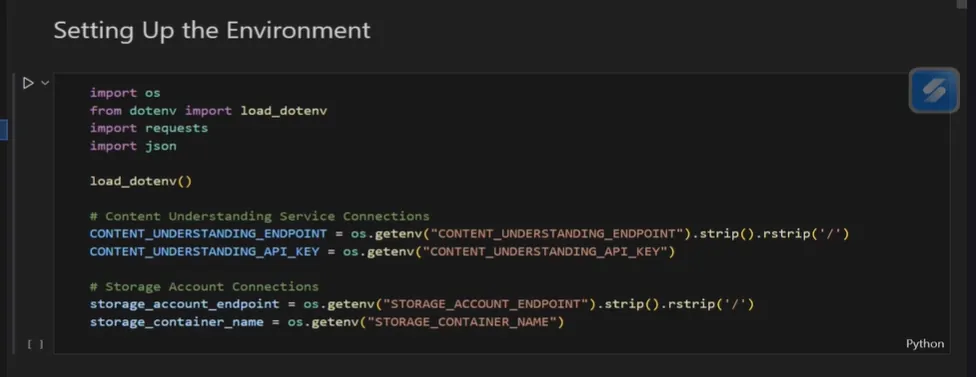 Setting Up the Environment
import os
from dotenv import load_dotenv
import requests
import json
load_dotenv()
# Content Understanding Service Connections
CONTENT_UNDERSTANDING_ENDPOINT = os.getenv("CONTENT_UNDERSTANDING_ENDPOINT").strip().rstrip('/')
CONTENT_UNDERSTANDING_API_KEY = os.getenv("CONTENT_UNDERSTANDING_API_KEY")
# Storage Account Connections
storage_account_endpoint = os.getenv("STORAGE_ACCOUNT_ENDPOINT").strip().rstrip('/')
storage_container_name = os.getenv("STORAGE_CONTAINER_NAME")
[ ]
Python